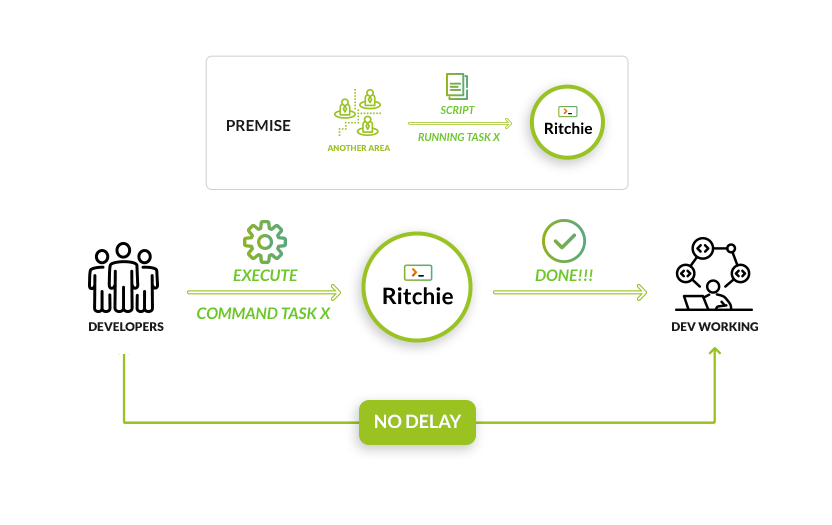 PREMISE
ANOTHER AREA
SCRIPT
RUNNING TASK X
Ritchie
DEVELOPERS
EXECUTE
COMMAND TASK X
Ritchie
DONE!!!
DEV WORKING
NO DELAY